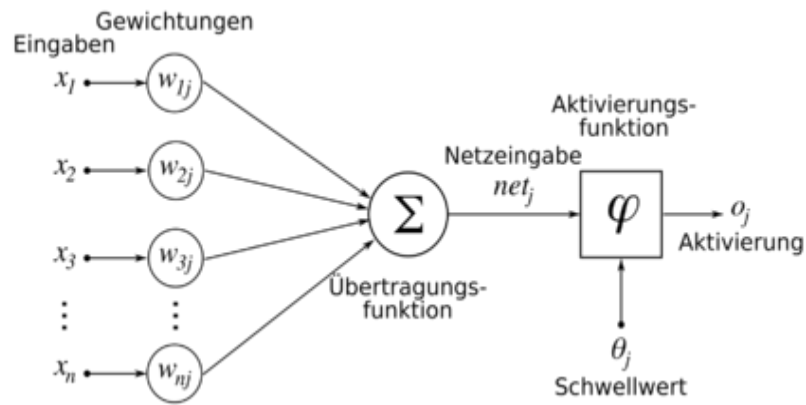 Gewichtungen
Eingaben
x₁ w₁ⱼ
x₂ w₂ⱼ
x₃ w₃ⱼ
⋮ ⋮
xₙ wₙⱼ
Σ
Übertragungs-
funktion
Netzeingabe
netⱼ
Aktivierungs-
funktion
φ
oⱼ
Aktivierung
θⱼ
Schwellwert